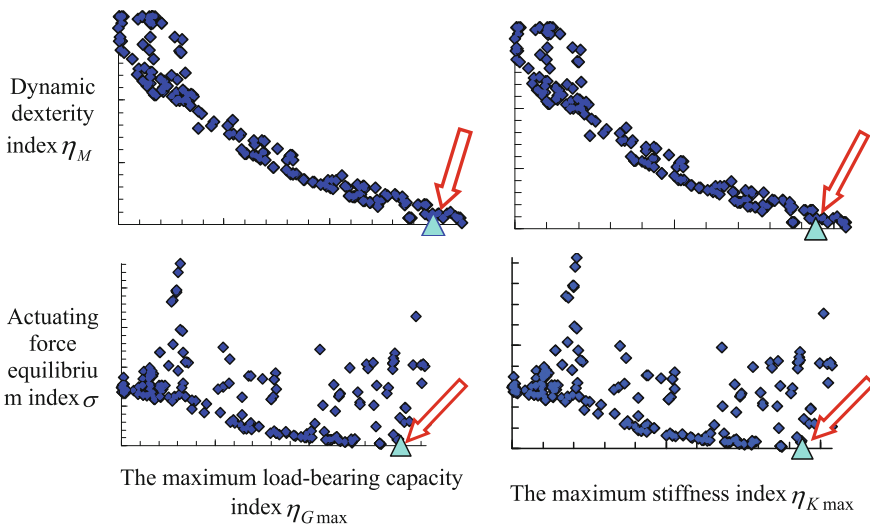 Dynamic
dexterity
index η_M
Actuating
force
equilibriu
m index σ
The maximum load-bearing capacity
index η_G max
The maximum stiffness index η_K max